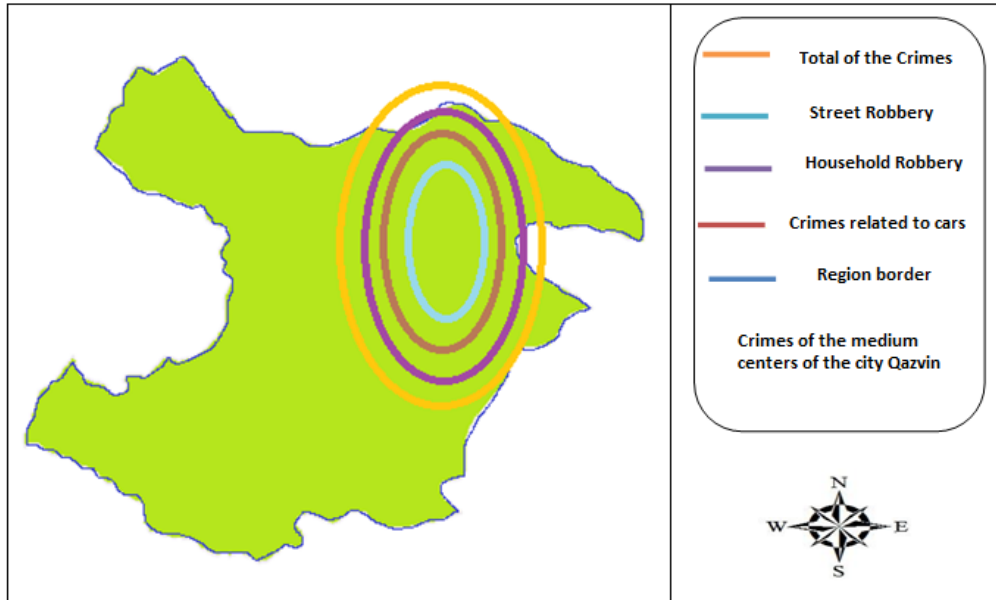 Total of the Crimes
Street Robbery
Household Robbery
Crimes related to cars
Region border
Crimes of the medium
centers of the city Qazvin
N
W E
S